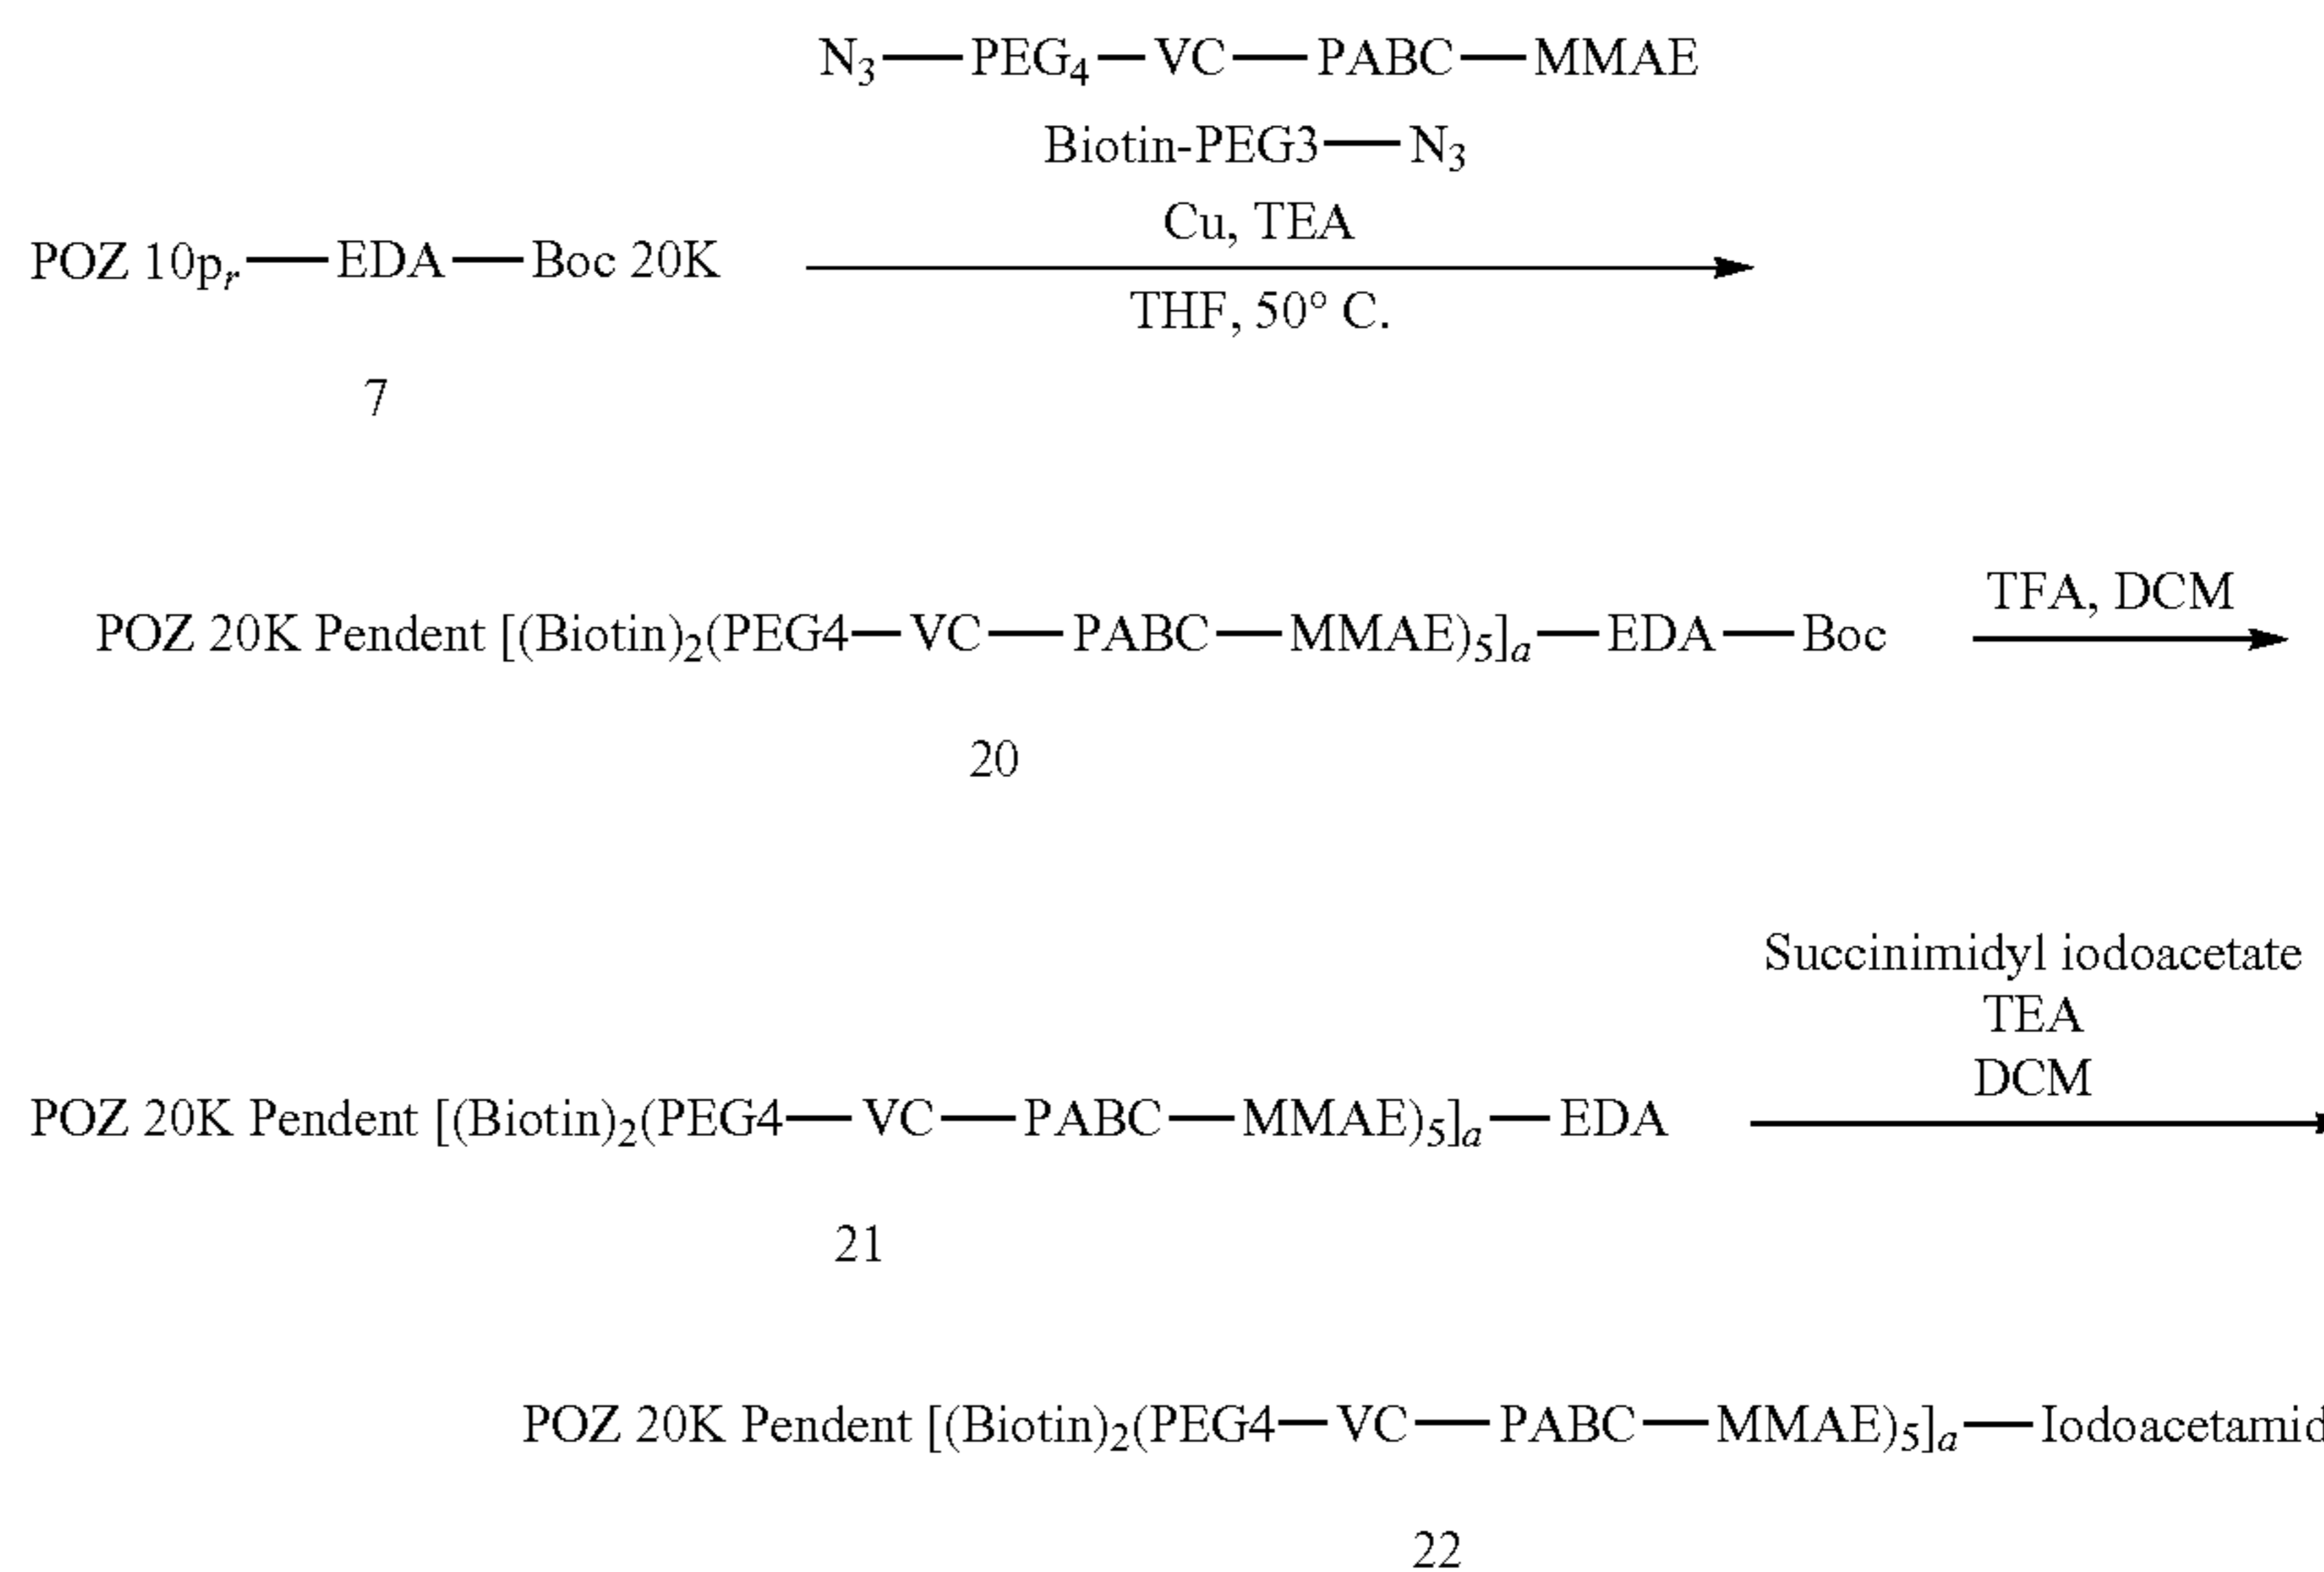 N3—PEG4—VC—PABC—MMAE
Biotin-PEG3—N3
Cu, TEA
POZ 10pr—EDA—Boc 20K
THF, 50° C.
7
POZ 20K Pendent [(Biotin)2(PEG4—VC—PABC—MMAE)5]a—EDA—Boc
TFA, DCM
20
Succinimidyl iodoacetate
TEA
DCM
POZ 20K Pendent [(Biotin)2(PEG4—VC—PABC—MMAE)5]a—EDA
21
POZ 20K Pendent [(Biotin)2(PEG4—VC—PABC—MMAE)5]a—Iodoacetamid
22